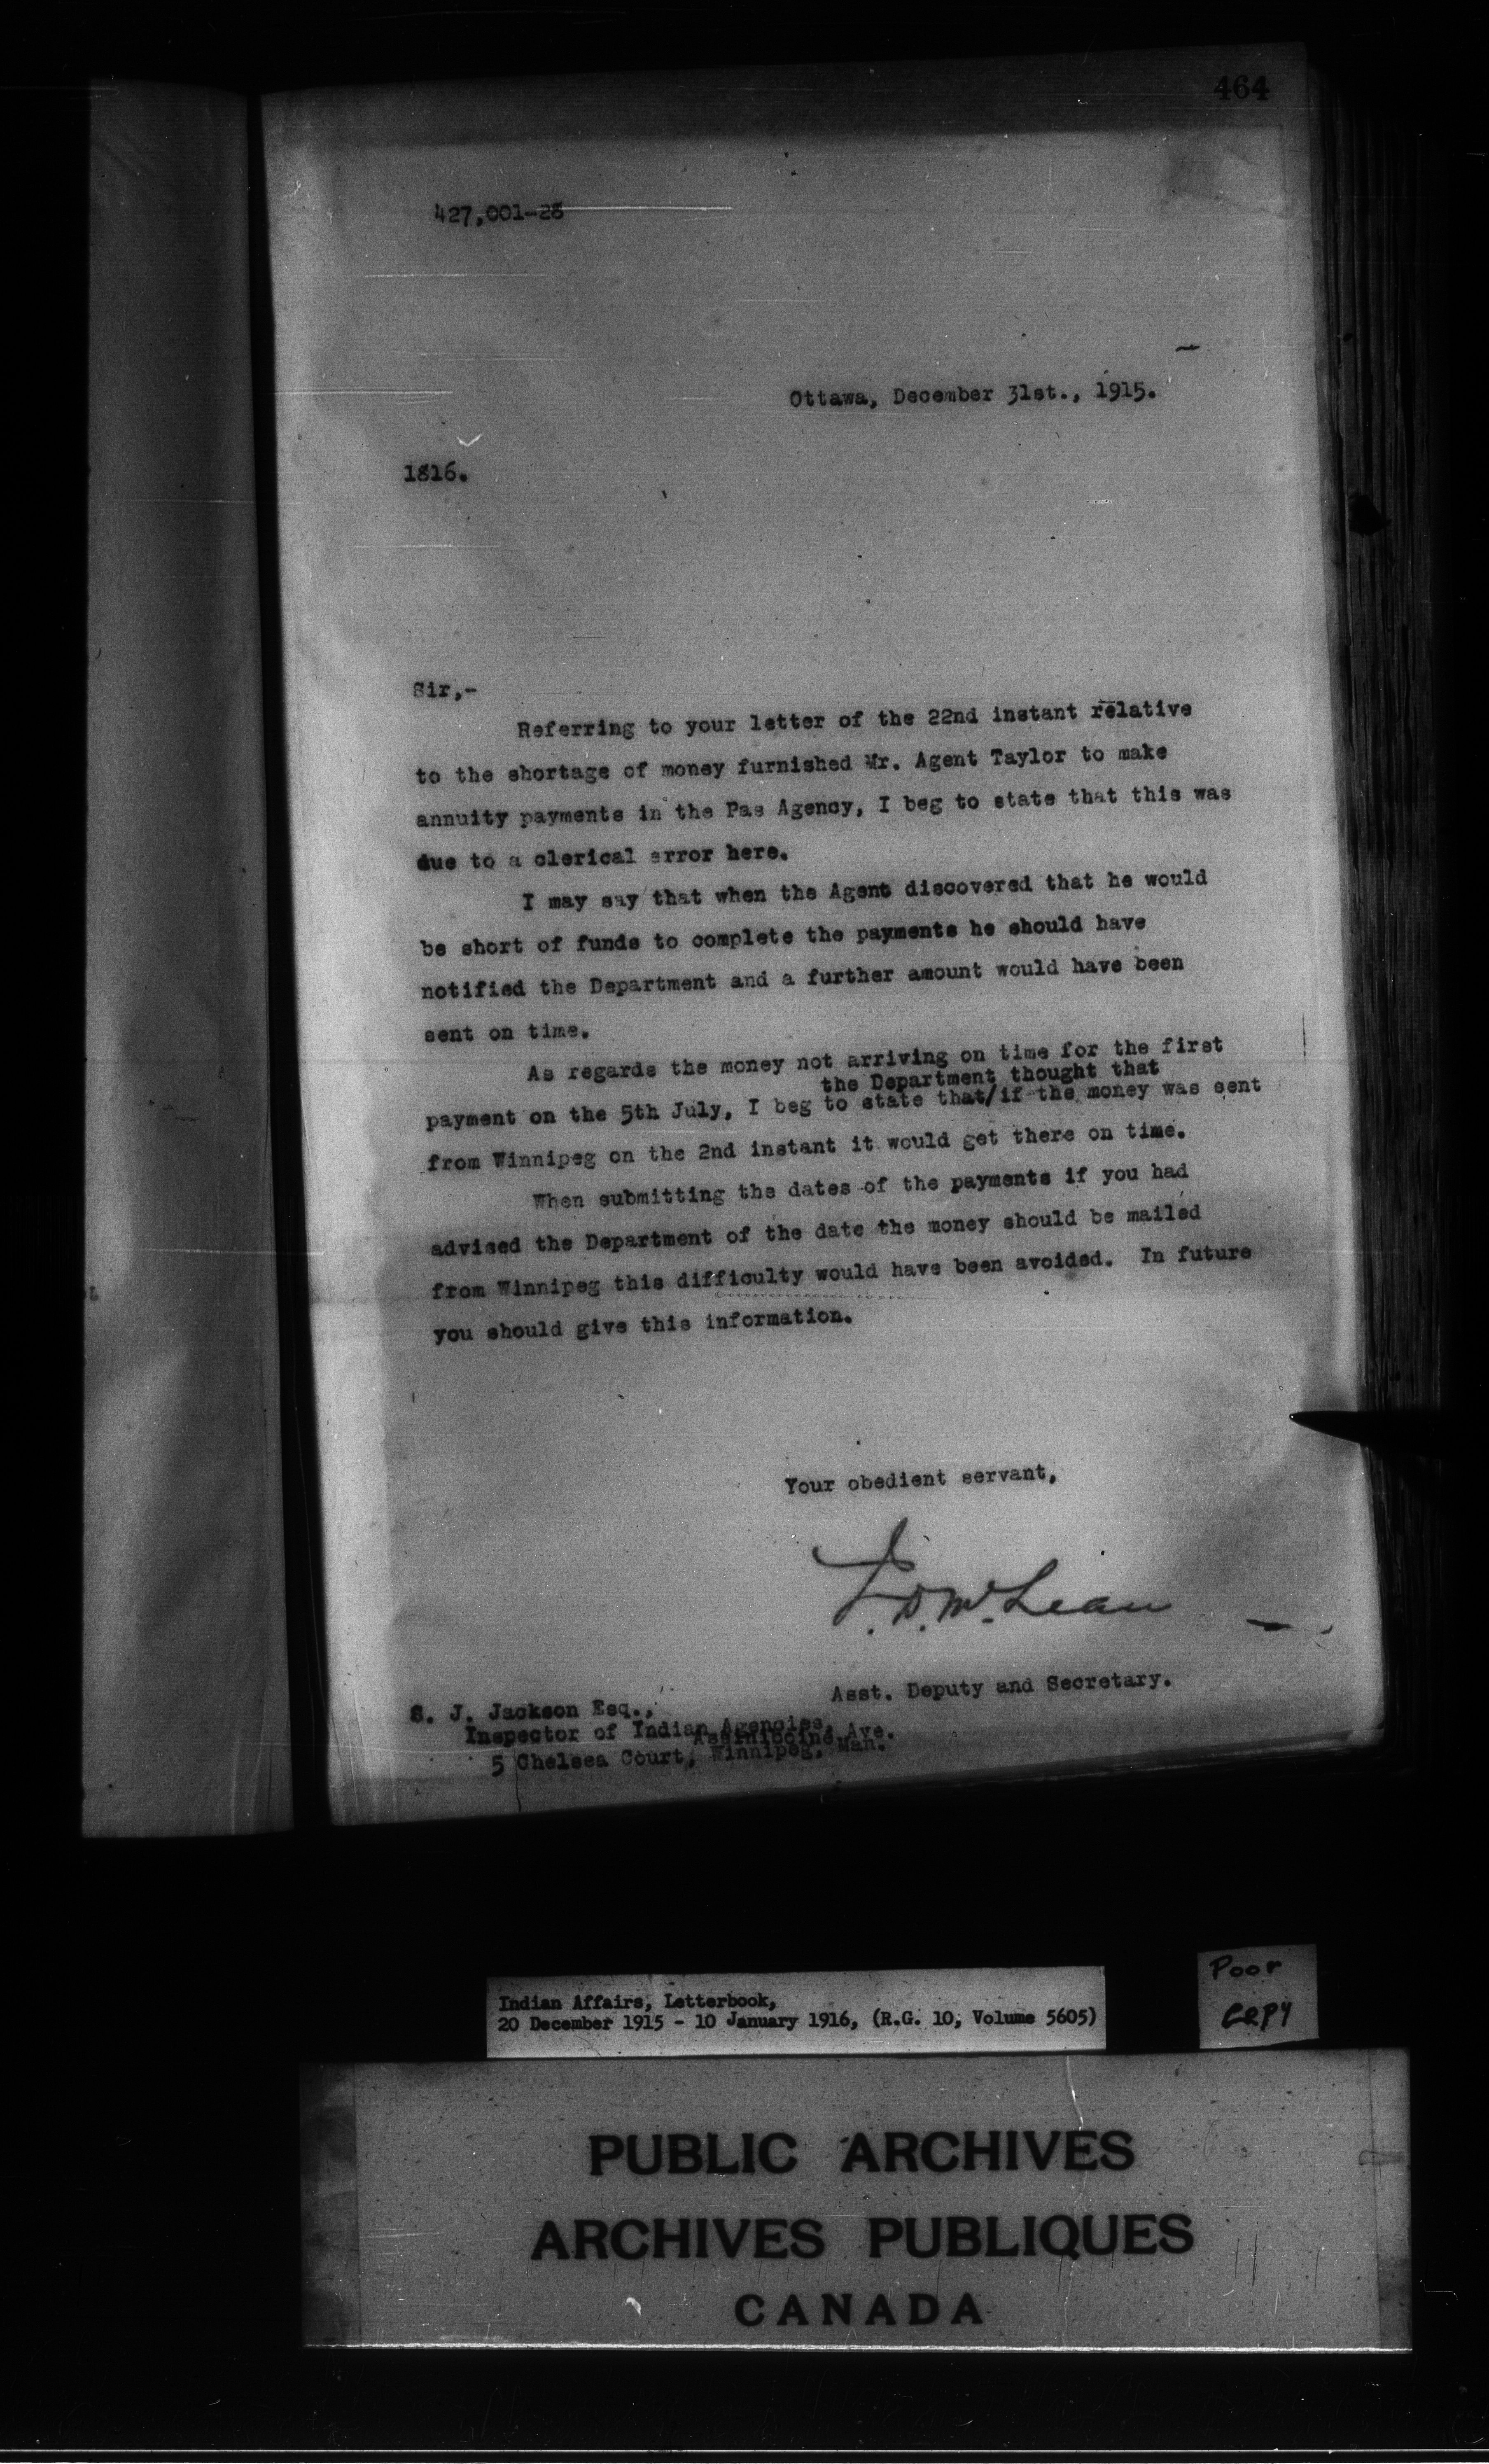 464
427,001-28
Ottawa, December 31st., 1915.
1816.
Sir,-
Referring to your letter of the 22nd instant relative
to the shortage of money furnished Mr. Agent Taylor to make
annuity payments in the Pas Agency, I beg to state that this was
due to a clerical error here.
I may say that when the Agent discovered that he would
be short of funds to complete the payments he should have
notified the Department and a further amount would have been
sent on time.
As regards the money not arriving on time for the first
the Department thought that
payment on the 5th July, I beg to state that/if the money was sent
from Winnipeg on the 2nd instant it would get there on time.
When submitting the dates of the payments if you had
advised the Department of the date the money should be mailed
from Winnipeg this difficulty would have been avoided. In future
you should give this information.
Your obedient servant,
J. D. McLean
Asst. Deputy and Secretary.
S. J. Jackson Esq.,
Inspector of Indian Agencies,
Assiniboine Ave.
5 Chelsea Court, Winnipeg, Man.
Indian Affairs, Letterbook,
20 December 1915 - 10 January 1916, (R.G. 10, Volume 5605)
Poor
COPY
PUBLIC ARCHIVES
ARCHIVES PUBLIQUES
CANADA